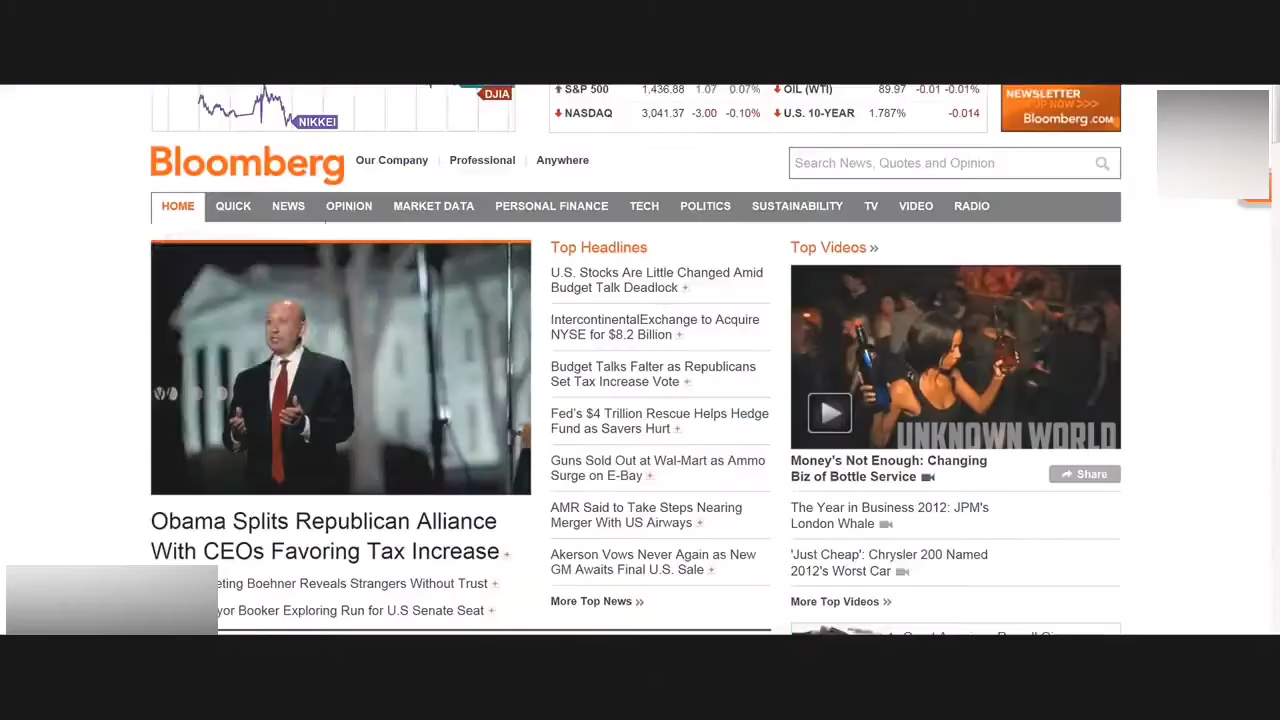 DJIA
NIKKEI
S&P 500 1,436.88 1.07 0.07%
NASDAQ 3,041.37 -3.00 -0.10%
OIL (WTI) 89.97 -0.01 -0.01%
U.S. 10-YEAR 1.787% -0.014
NEWSLETTER
UP NOW >>>
Bloomberg.com
Bloomberg
Our Company
Professional
Anywhere
Search News, Quotes and Opinion
HOME QUICK NEWS OPINION MARKET DATA PERSONAL FINANCE TECH POLITICS SUSTAINABILITY TV VIDEO RADIO
Obama Splits Republican Alliance
With CEOs Favoring Tax Increase +
Boehner Reveals Strangers Without Trust +
Booker Exploring Run for U.S Senate Seat +
Top Headlines
U.S. Stocks Are Little Changed Amid
Budget Talk Deadlock +
IntercontinentalExchange to Acquire
NYSE for $8.2 Billion +
Budget Talks Falter as Republicans
Set Tax Increase Vote +
Fed's $4 Trillion Rescue Helps Hedge
Fund as Savers Hurt +
Guns Sold Out at Wal-Mart as Ammo
Surge on E-Bay +
AMR Said to Take Steps Nearing
Merger With US Airways +
Akerson Vows Never Again as New
GM Awaits Final U.S. Sale +
More Top News »
Top Videos »
UNKNOWN WORLD
Money's Not Enough: Changing
Biz of Bottle Service
Share
The Year in Business 2012: JPM's
London Whale
'Just Cheap': Chrysler 200 Named
2012's Worst Car
More Top Videos »